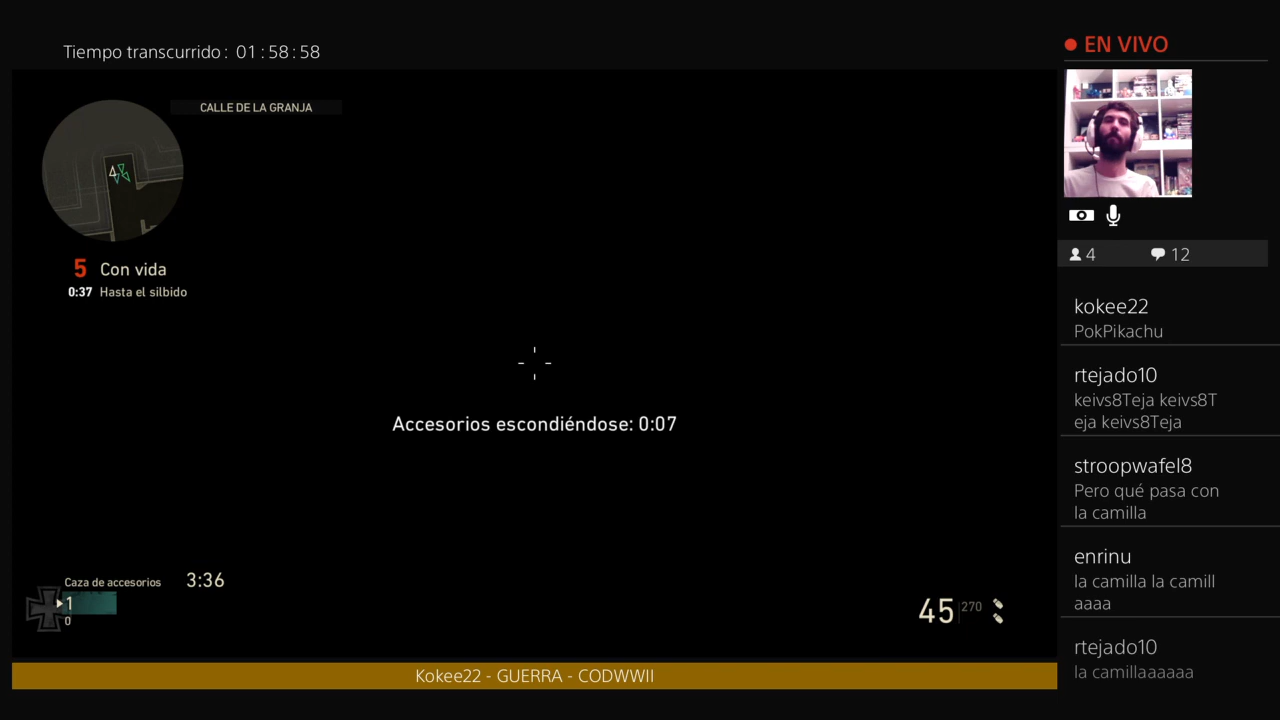 Tiempo transcurrido : 01 : 58 : 58
EN VIVO
CALLE DE LA GRANJA
4
5 Con vida
0:37 Hasta el silbido
Accesorios escondiéndose: 0:07
Caza de accesorios 3:36
1
0
45 270
Kokee22 - GUERRA - CODWWII
4 12
kokee22
PokPikachu
rtejado10
keivs8Teja keivs8T
eja keivs8Teja
stroopwafel8
Pero qué pasa con
la camilla
enrinu
la camilla la camill
aaaa
rtejado10
la camillaaaaaa